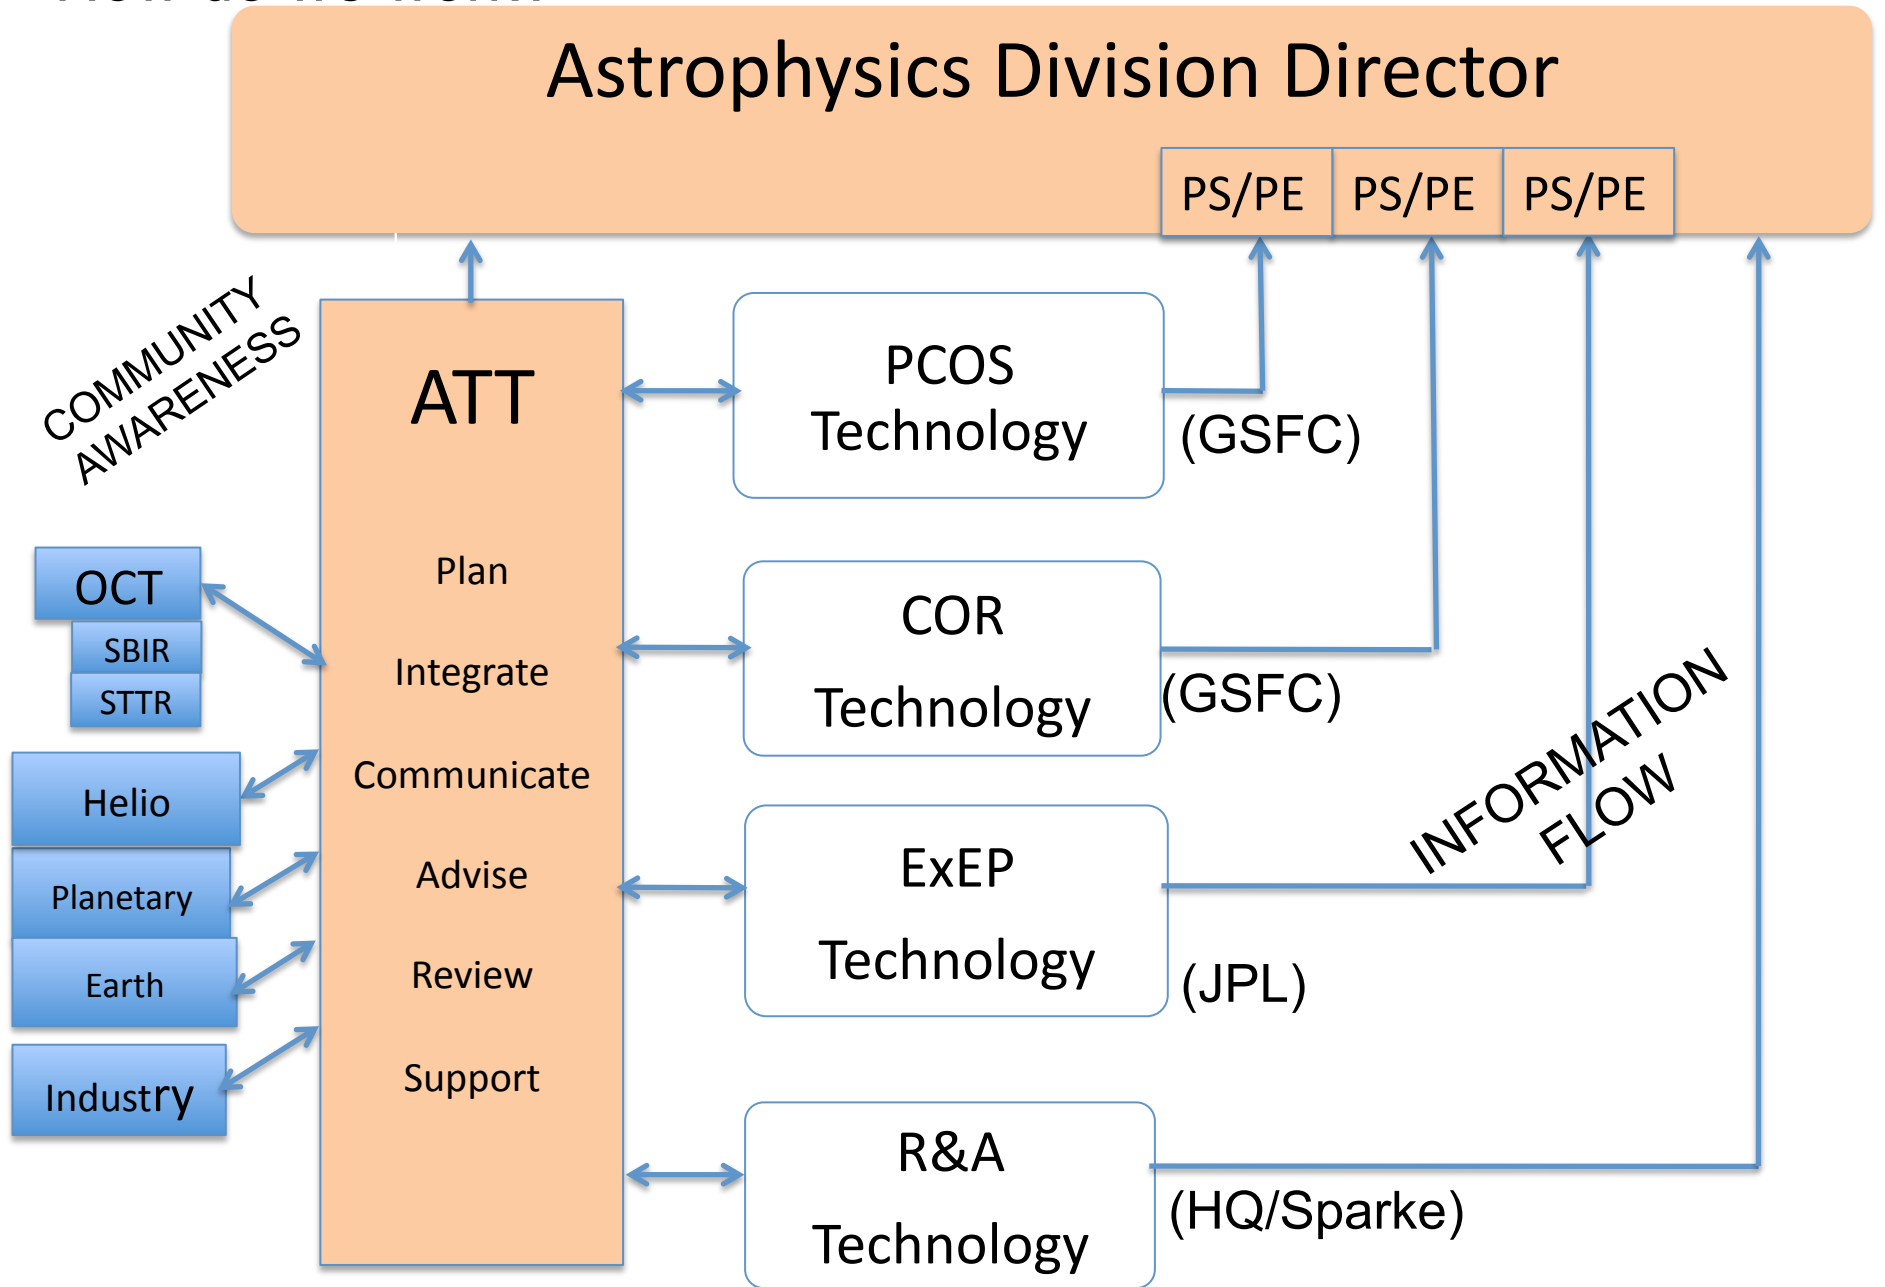 Astrophysics Division Director
PS/PE
PS/PE
PS/PE
COMMUNITY
AWARENESS
ATT
Plan
Integrate
Communicate
Advise
Review
Support
OCT
SBIR
STTR
Helio
Planetary
Earth
Industry
PCOS
Technology
(GSFC)
COR
Technology
(GSFC)
ExEP
Technology
(JPL)
R&A
Technology
(HQ/Sparke)
INFORMATION
FLOW